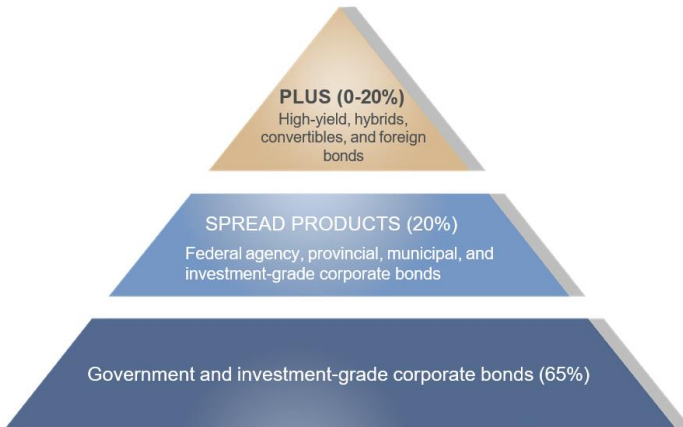 PLUS (0-20%)
High-yield, hybrids,
convertibles, and foreign
bonds
SPREAD PRODUCTS (20%)
Federal agency, provincial, municipal, and
investment-grade corporate bonds
Government and investment-grade corporate bonds (65%)